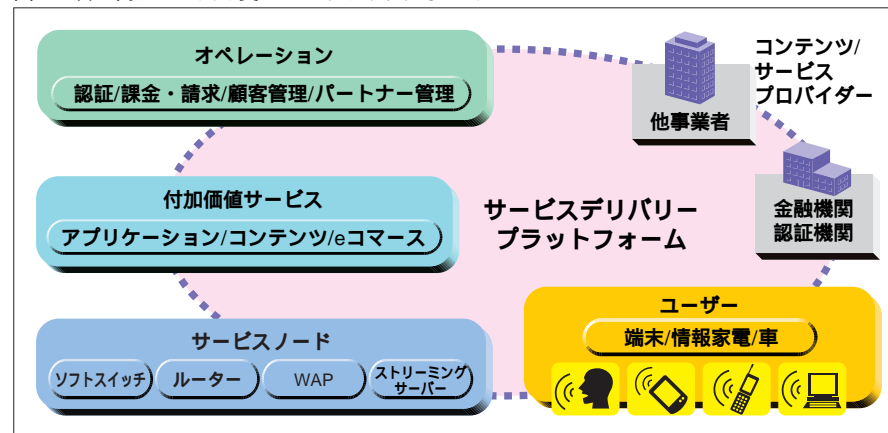 オペレーション
認証/課金・請求/顧客管理/パートナー管理
コンテンツ/
サービス
プロバイダー
他事業者
付加価値サービス
アプリケーション/コンテンツ/eコマース
サービスデリバリー
プラットフォーム
金融機関
認証機関
サービスノード
ソフトスイッチ
ルーター
WAP
ストリーミング
サーバー
ユーザー
端末/情報家電/車